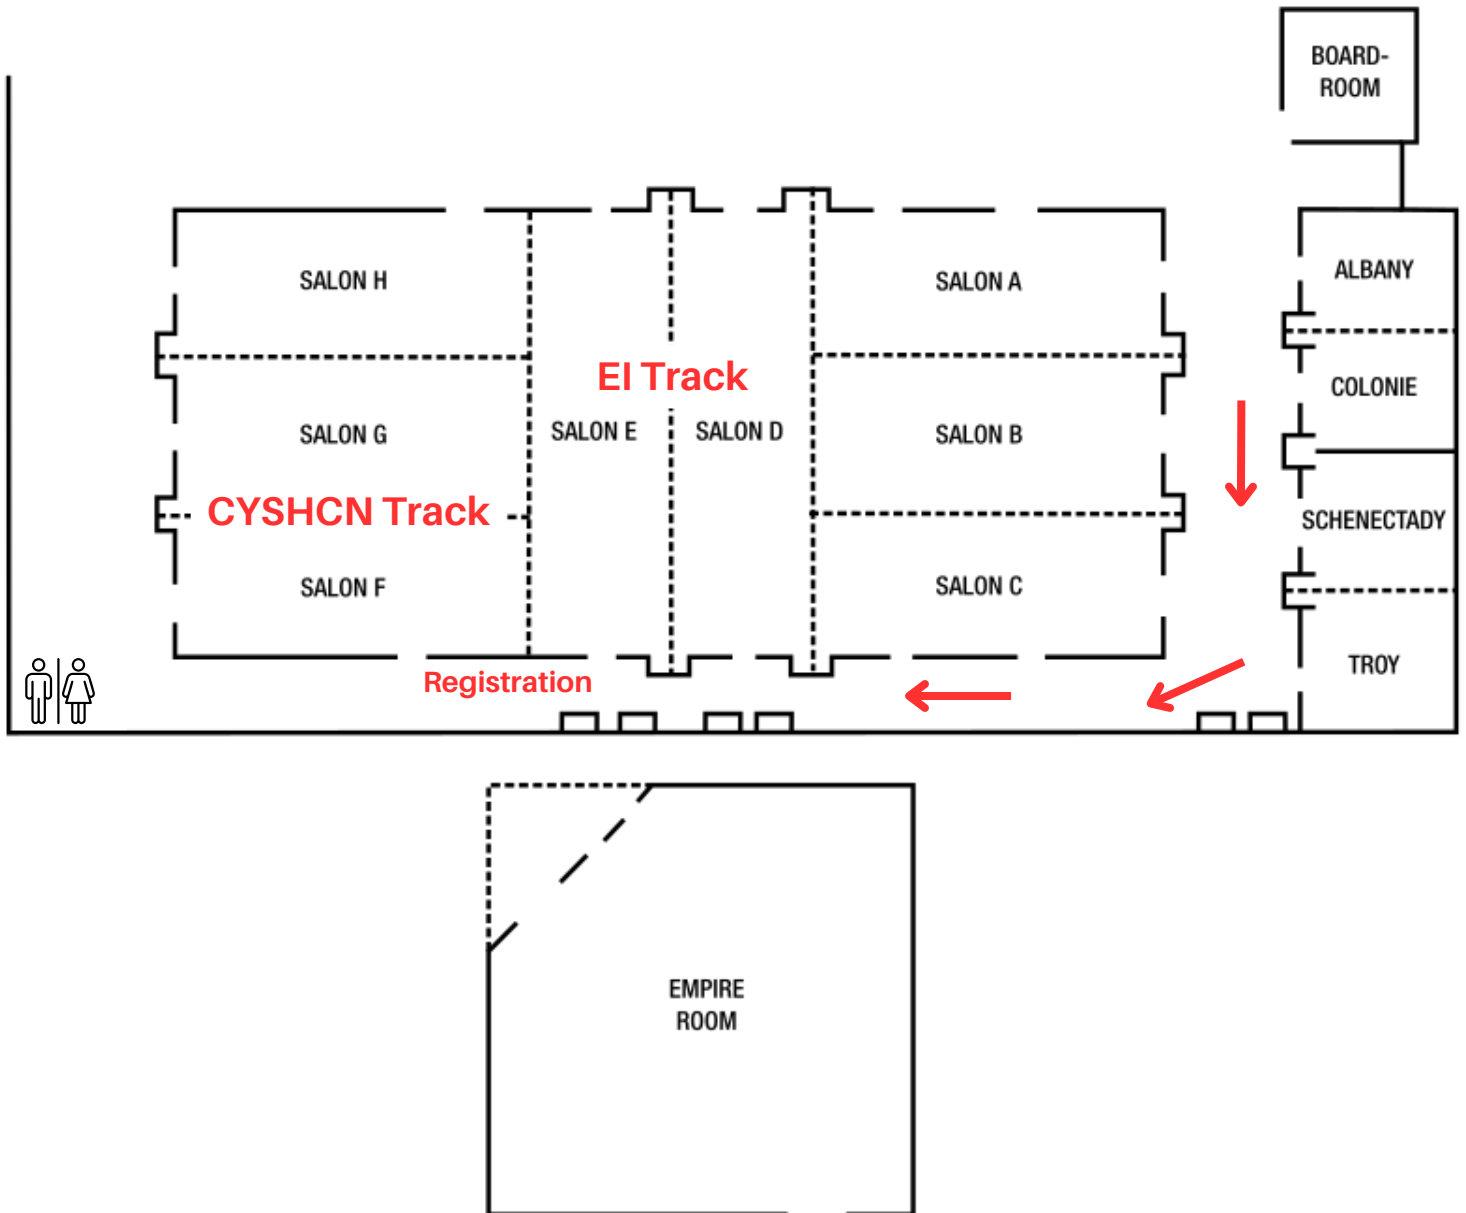 BOARD-
ROOM
SALON H
SALON A
ALBANY
EI Track
COLONIE
SALON G
SALON E
SALON D
SALON B
CYSHCN Track
SCHENECTADY
SALON F
SALON C
TROY
Registration
EMPIRE
ROOM